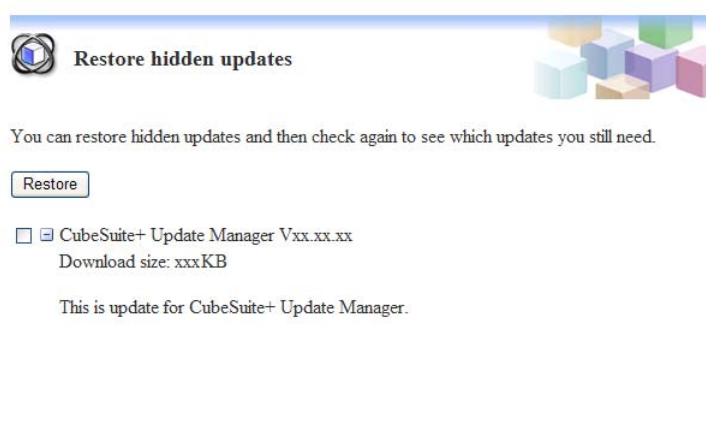 Restore hidden updates
You can restore hidden updates and then check again to see which updates you still need.
Restore
CubeSuite+ Update Manager Vxx.xx.xx
Download size: xxxKB
This is update for CubeSuite+ Update Manager.